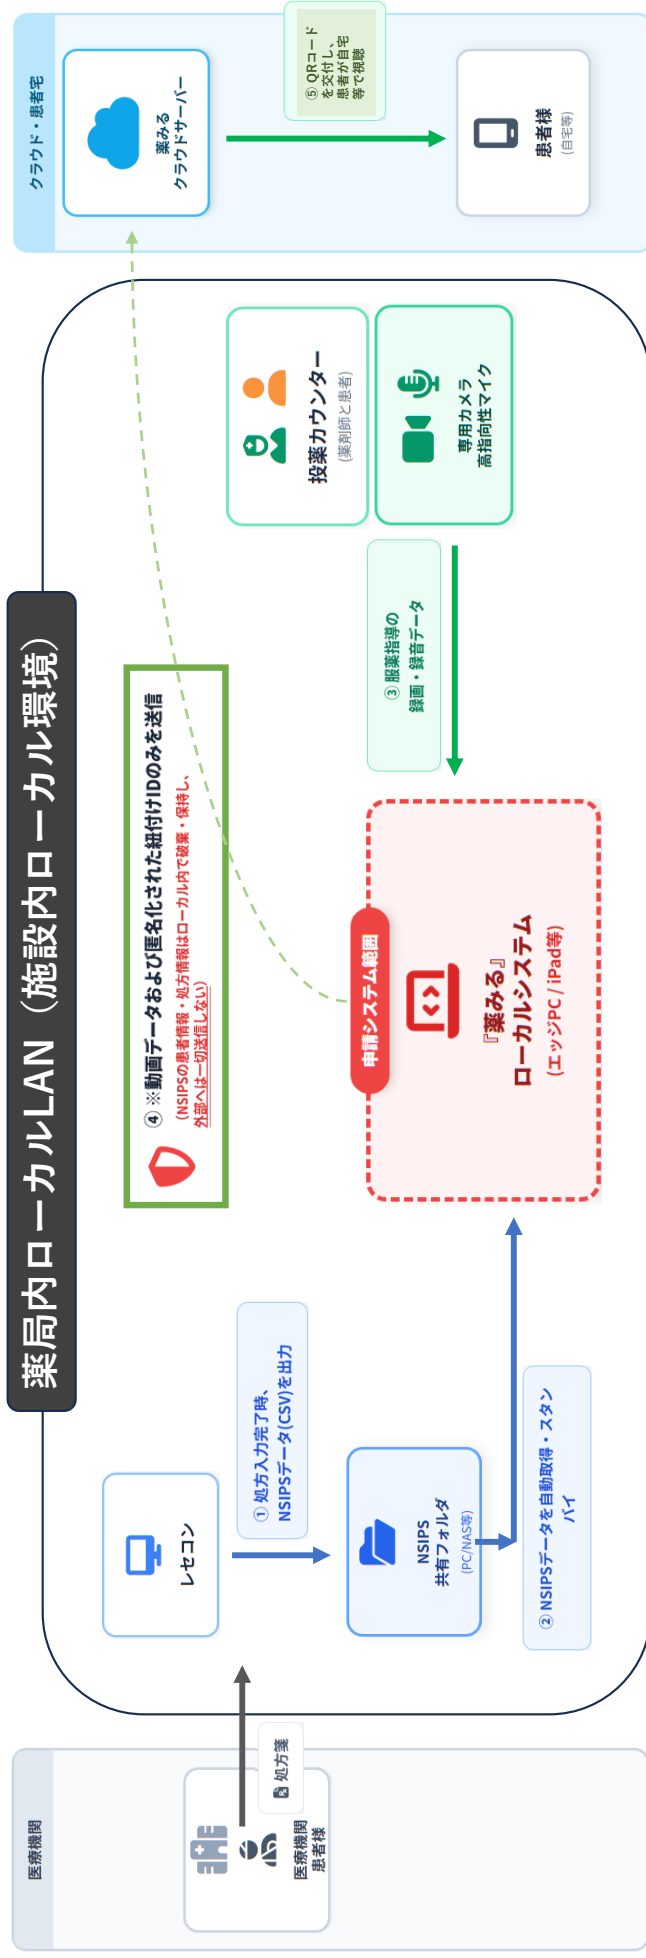 薬局内ローカルLAN（施設内ローカル環境）
医療機関
医療機関
患者様
処方箋
レセコン
① 処方入力完了時、
NSIPSデータ(CSV)を出力
NSIPS
共有フォルダ
(PC/NAS等)
② NSIPSデータを自動取得・スタン
バイ
④ ※動画データおよび匿名化された紐付けIDのみを送信
（NSIPSの患者情報・処方情報はローカル内で破棄・保持し、
外部へは一切送信しない）
申請システム範囲
『薬みる』
ローカルシステム
(エッジPC / iPad等)
③ 服薬指導の
録画・録音データ
投薬カウンター
(薬剤師と患者)
専用カメラ
高指向性マイク
クラウド・患者宅
薬みる
クラウドサーバー
⑤ QRコード
を交付し、
患者が自宅
等で視聴
患者様
(自宅等)